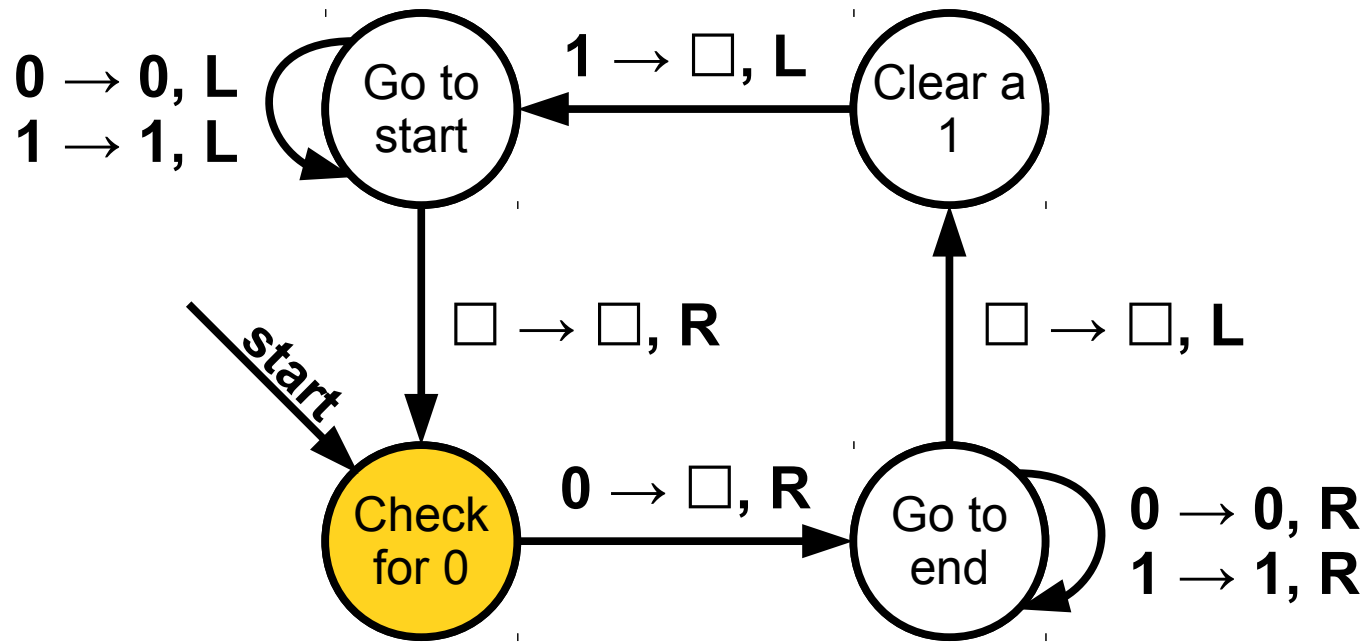 0 → 0, L
1 → 1, L
Go to
start
1 → □, L
Clear a
1
□ → □, R
□ → □, L
start
Check
for 0
0 → □, R
Go to
end
0 → 0, R
1 → 1, R